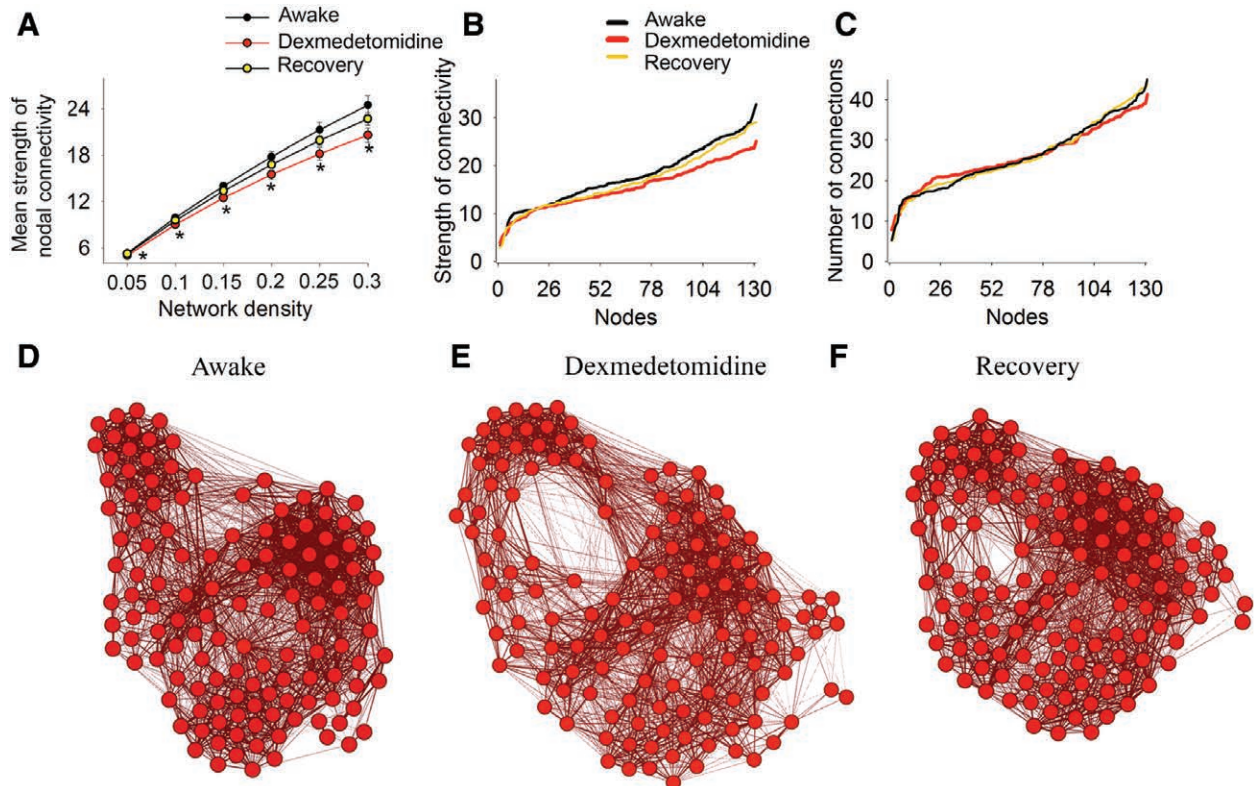 A
Awake
Dexmedetomidine
Recovery
Mean strength of
nodal connectivity
24
18
12
6
* * * * * *
0.05 0.1 0.15 0.2 0.25 0.3
Network density
B
Awake
Dexmedetomidine
Recovery
Strength of connectivity
30
20
10
0
0 26 52 78 104 130
Nodes
C
Number of connections
40
30
20
10
0
0 26 52 78 104 130
Nodes
D Awake
E Dexmedetomidine
F Recovery